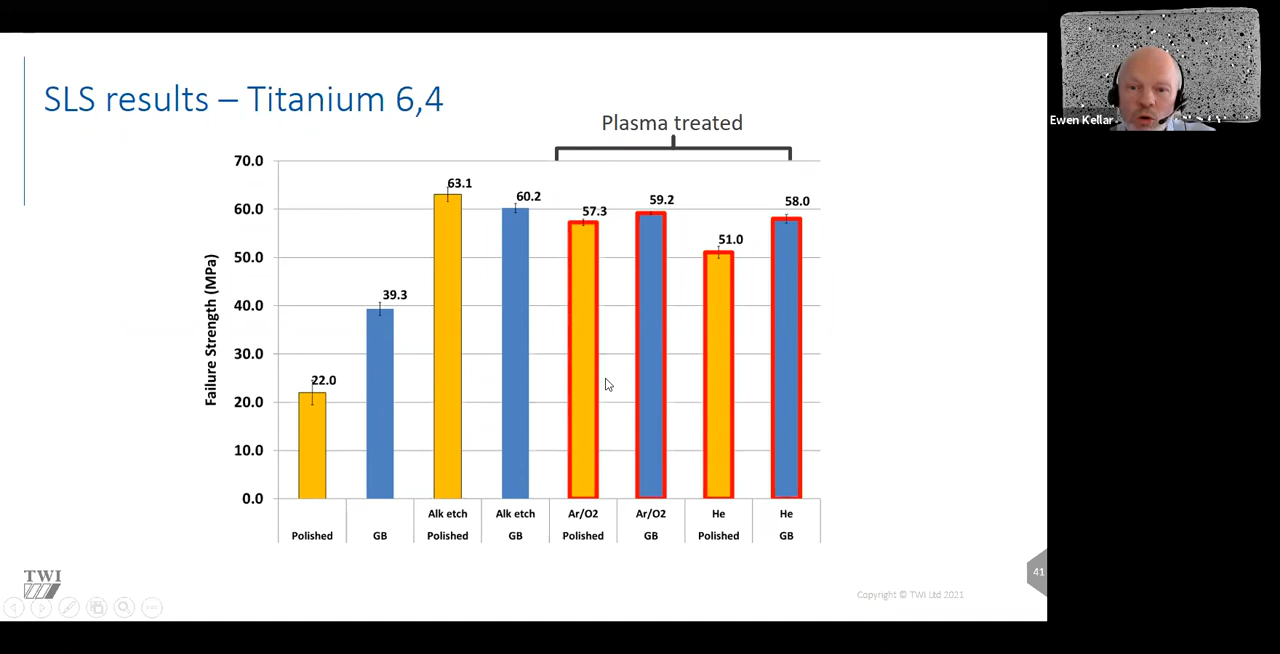 SLS results – Titanium 6,4
Plasma treated
Ewen Kellar
Failure Strength (MPa)
70.0
60.0
50.0
40.0
30.0
20.0
10.0
0.0
22.0
39.3
63.1
60.2
57.3
59.2
51.0
58.0
Alk etch Alk etch Ar/O2 Ar/O2 He He
Polished GB Polished GB Polished GB Polished GB
TWI
Copyright © TWI Ltd 2021
41